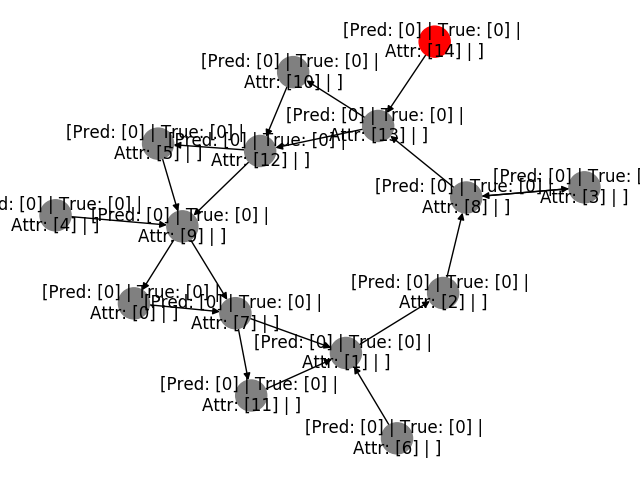 [Pred: [0] | True: [0] |
Attr: [14] | ]
[Pred: [0] | True: [0] |
Attr: [10] | ]
[Pred: [0] | True: [0] |
Attr: [13] | ]
[Pred: [0] | True: [0] |
Attr: [5] | ]
[Pred: [0] | True: [0] |
Attr: [12] | ]
[Pred: [0] | True: [0] |
Attr: [8] | ]
[Pred: [0] | True: [
Attr: [3] | ]
d: [0] | True: [0] |
Attr: [4] | ]
[Pred: [0] | True: [0] |
Attr: [9] | ]
[Pred: [0] | True: [0] |
Attr: [2] | ]
[Pred: [0] | True: [0] |
Attr: [0] | ]
[Pred: [0] | True: [0] |
Attr: [7] | ]
[Pred: [0] | True: [0] |
Attr: [1] | ]
[Pred: [0] | True: [0] |
Attr: [11] | ]
[Pred: [0] | True: [0] |
Attr: [6] | ]